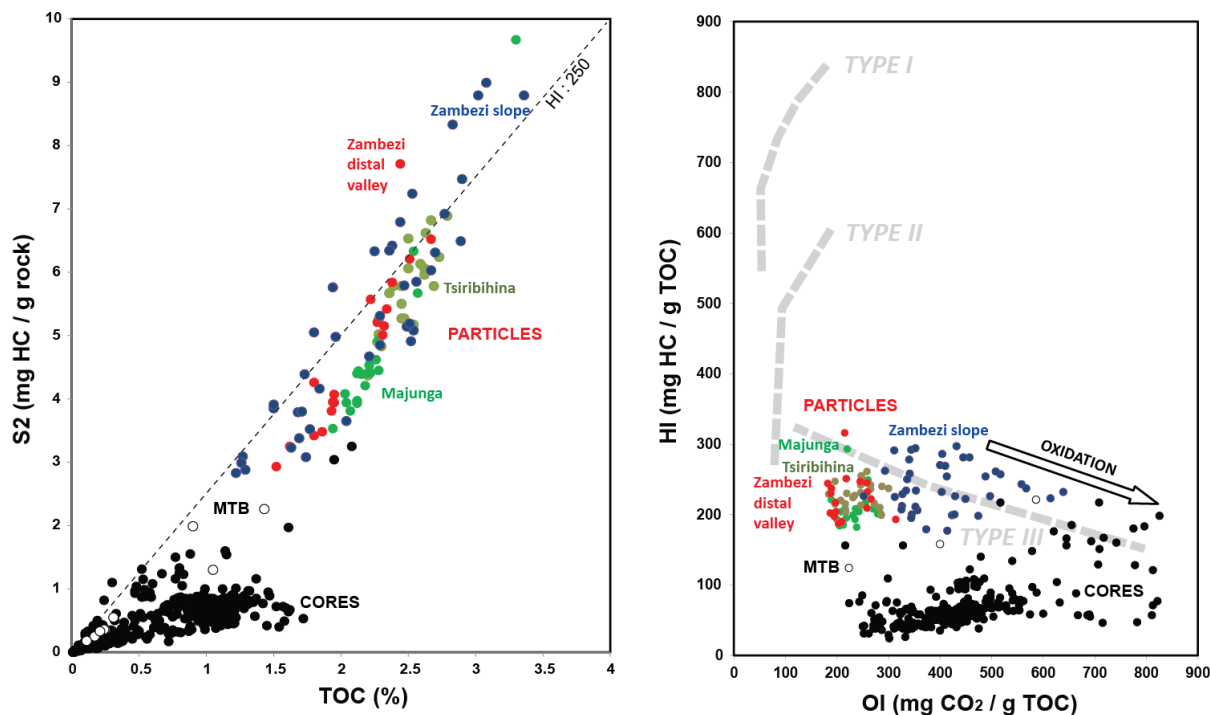 10
9
8
7
6
5
4
3
2
1
0
S2 (mg HC / g rock)
0
0.5
1
1.5
2
2.5
3
3.5
4
TOC (%)
HI : 250
Zambezi slope
Zambezi
distal
valley
Tsiribihina
PARTICLES
Majunga
MTB
CORES
900
800
700
600
500
400
300
200
100
0
HI (mg HC / g TOC)
0
100
200
300
400
500
600
700
800
900
OI (mg CO₂ / g TOC)
TYPE I
TYPE II
PARTICLES
Majunga
Zambezi slope
Tsiribihina
Zambezi
distal
valley
OXIDATION
TYPE III
MTB
CORES